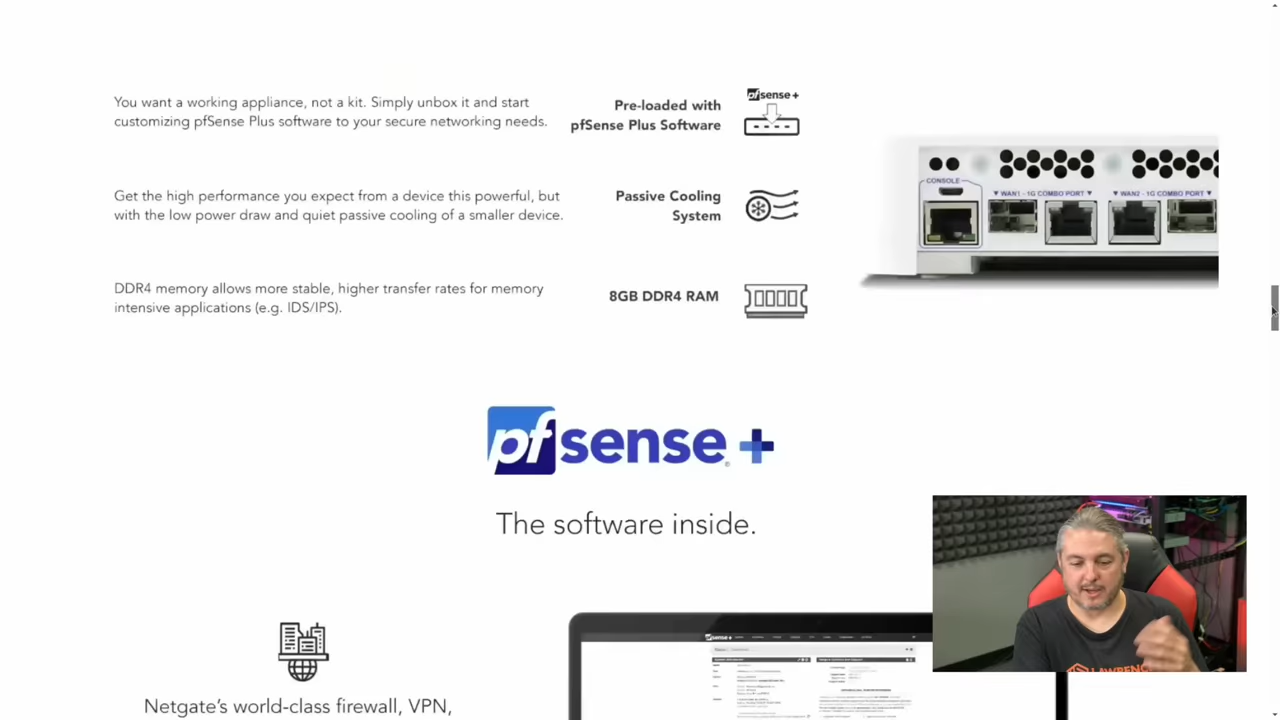 pfsense +
You want a working appliance, not a kit. Simply unbox it and start
customizing pfSense Plus software to your secure networking needs.
Pre-loaded with
pfSense Plus Software
Get the high performance you expect from a device this powerful, but
with the low power draw and quiet passive cooling of a smaller device.
Passive Cooling
System
DDR4 memory allows more stable, higher transfer rates for memory
intensive applications (e.g. IDS/IPS).
8GB DDR4 RAM
CONSOLE
▼ WAN1 - 1G COMBO PORT ▼
▼ WAN2 - 1G COMBO PORT ▼
pfsense +
The software inside.
pfsense +
world-class firewall, VPN,
LAWRENC